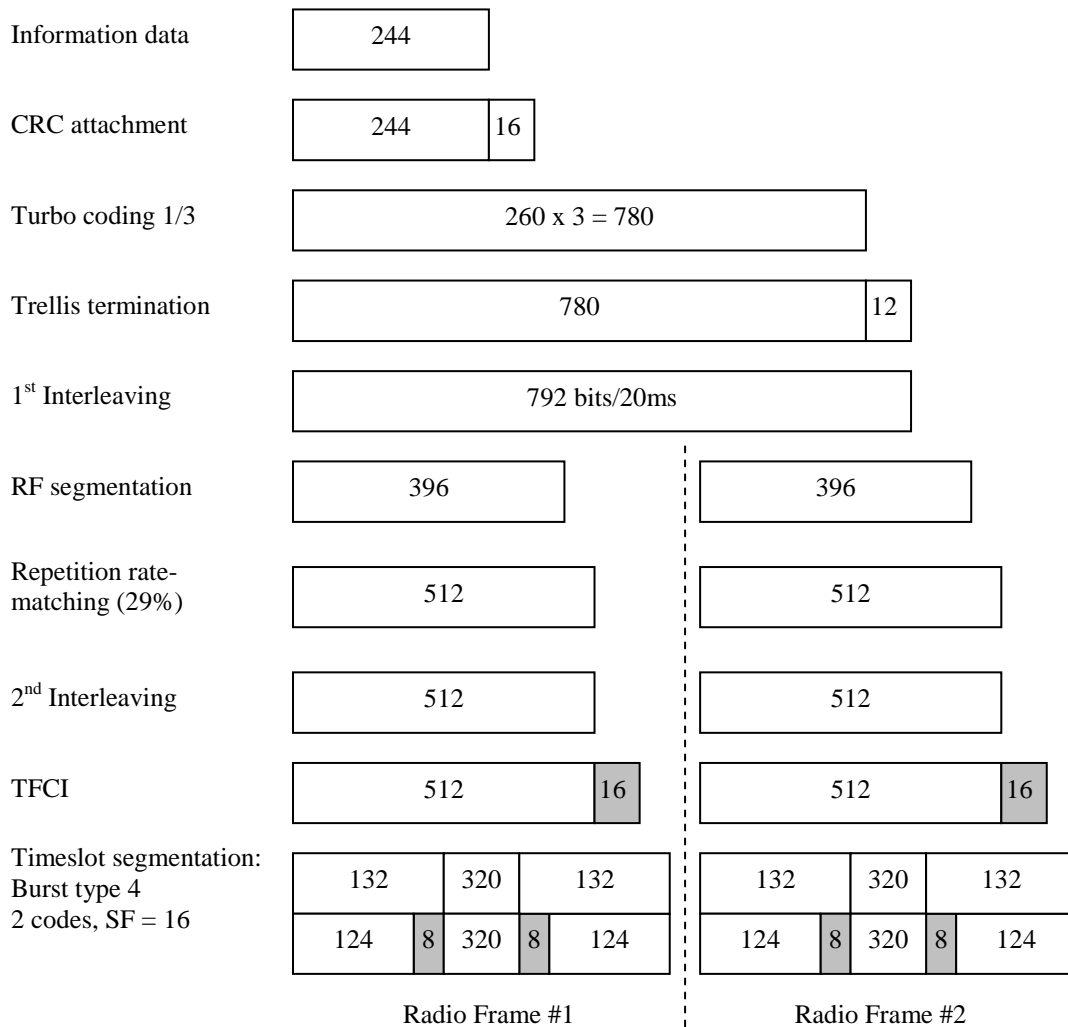 Information data
244
CRC attachment
244 16
Turbo coding 1/3
260 x 3 = 780
Trellis termination
780 12
1st Interleaving
792 bits/20ms
RF segmentation
396 396
Repetition rate-
matching (29%)
512 512
2nd Interleaving
512 512
TFCI
512 16 512 16
Timeslot segmentation:
Burst type 4
2 codes, SF = 16
132 320 132 132 320 132
124 8 320 8 124 124 8 320 8 124
Radio Frame #1 Radio Frame #2